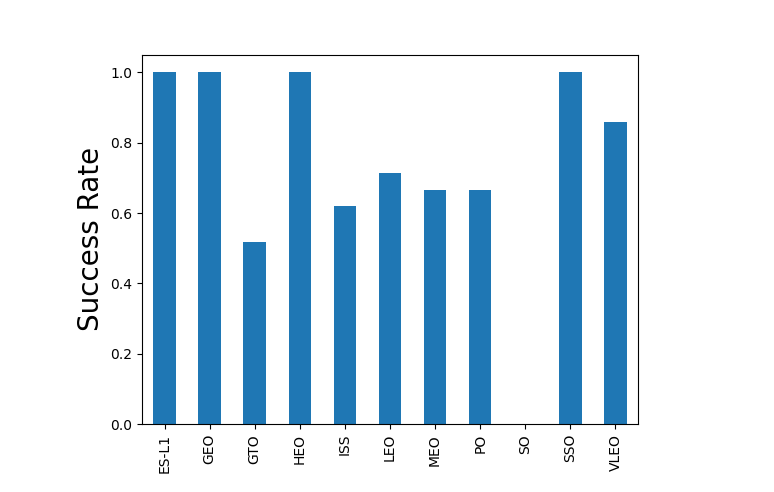 Success Rate
1.0
0.8
0.6
0.4
0.2
0.0
ES-L1
GEO
GTO
HEO
ISS
LEO
MEO
PO
SO
SSO
VLEO